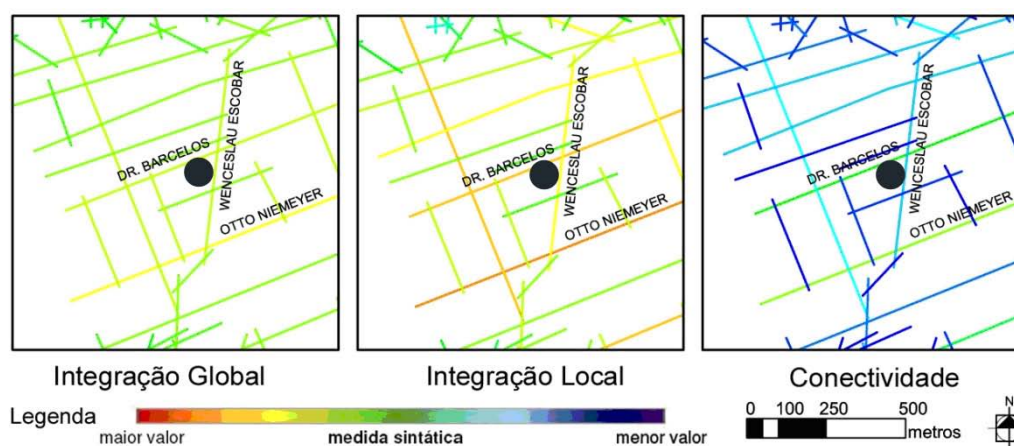 DR. BARCELOS
WENCESLAU ESCOBAR
OTTO NIEMEYER
DR. BARCELOS
WENCESLAU ESCOBAR
OTTO NIEMEYER
DR. BARCELOS
WENCESLAU ESCOBAR
OTTO NIEMEYER
Integração Global
Integração Local
Conectividade
Legenda
maior valor
medida sintática
menor valor
0 100 250 500
metros
N